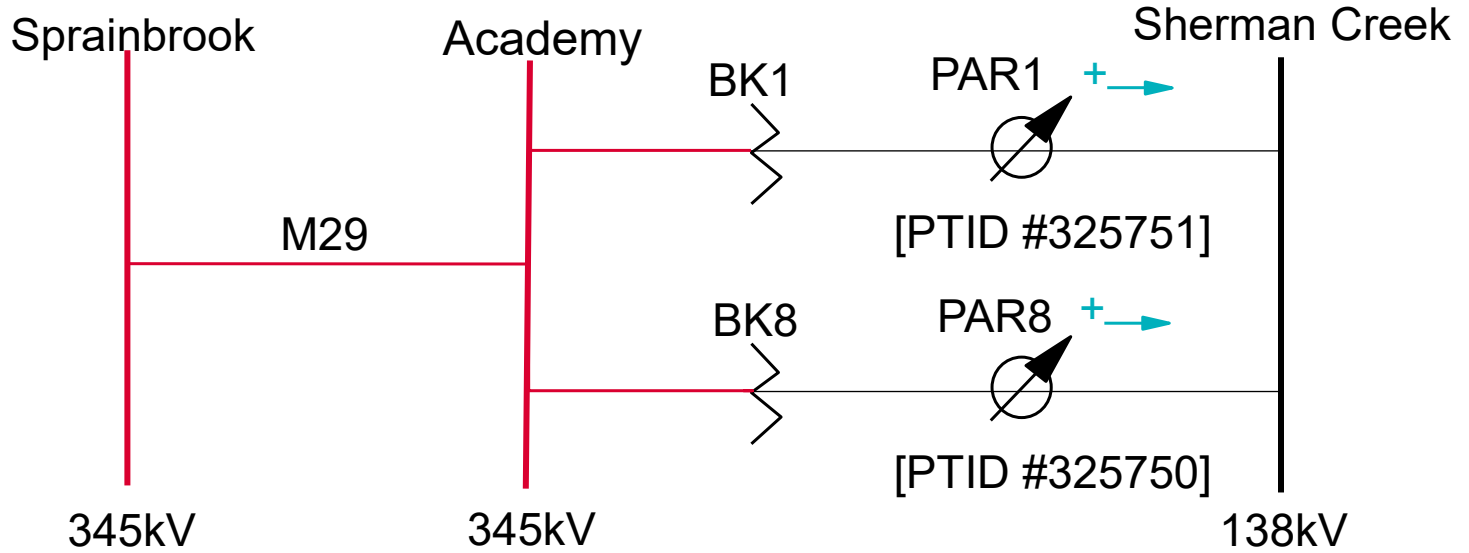 Sprainbrook
Academy
Sherman Creek
BK1
PAR1
+
[PTID #325751]
M29
BK8
PAR8
+
[PTID #325750]
345kV
345kV
138kV